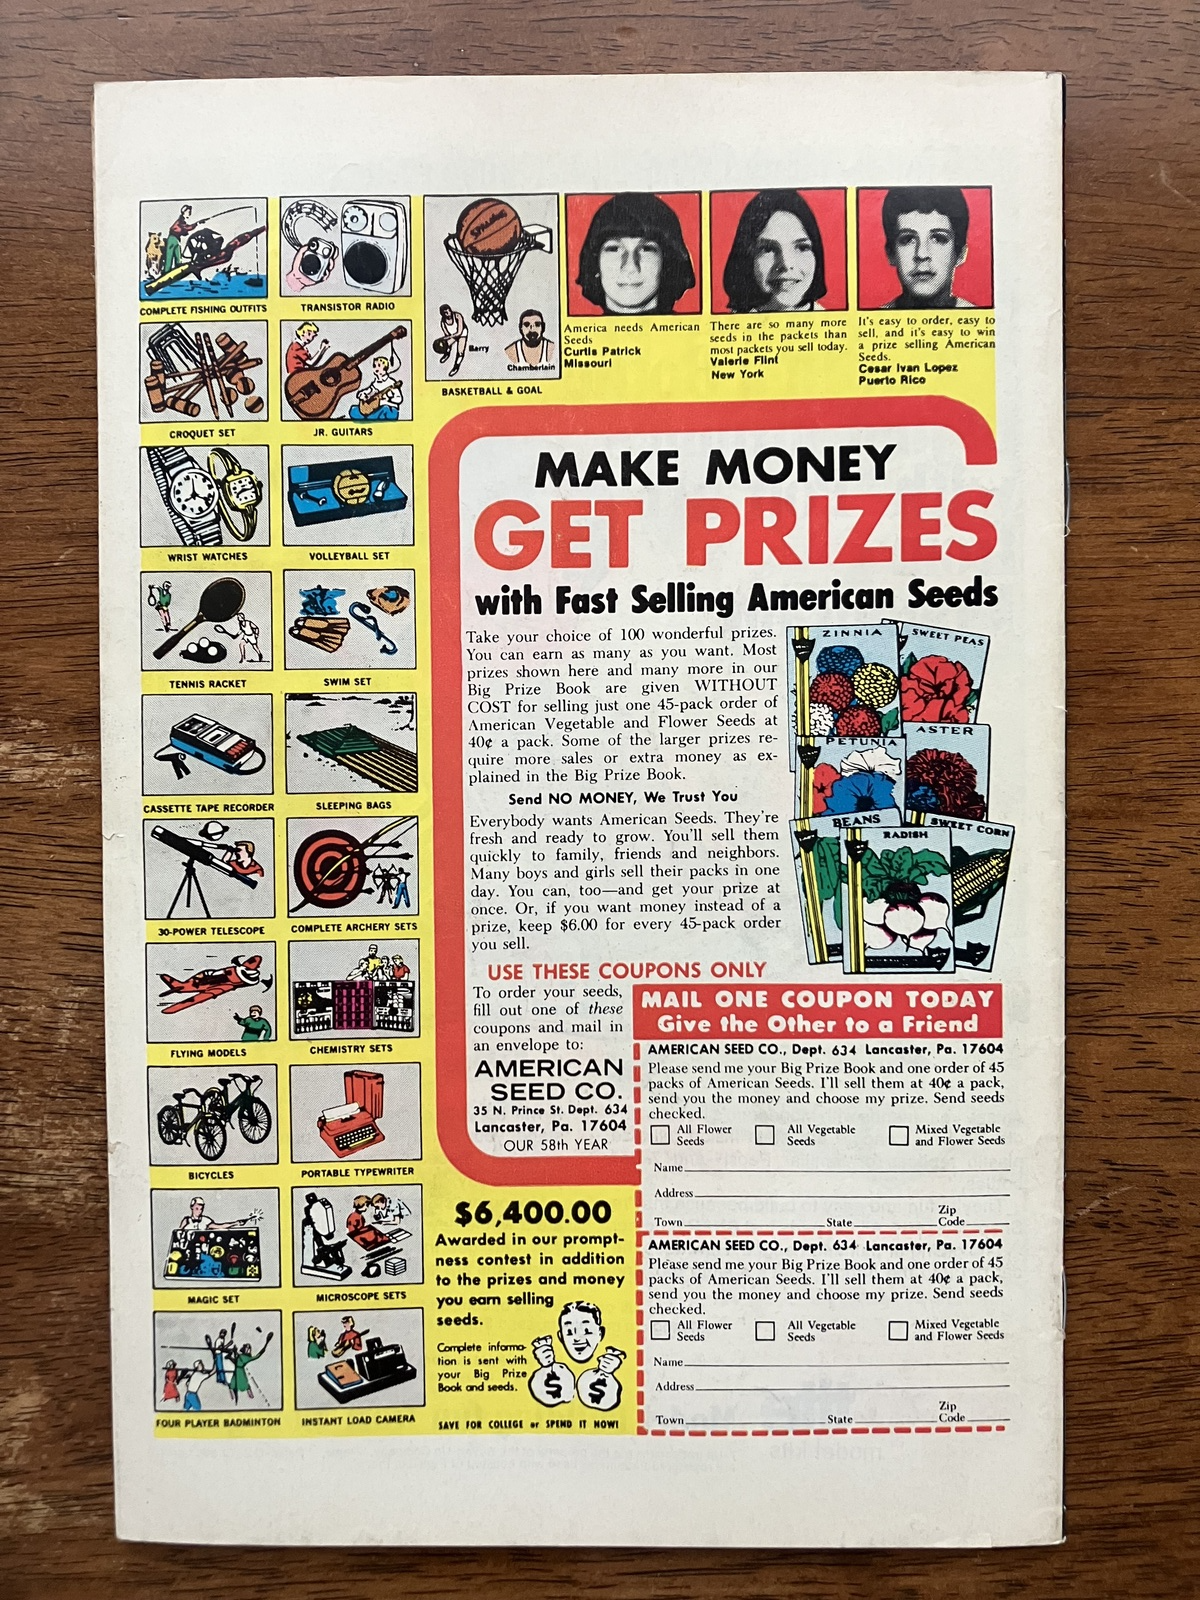 COMPLETE FISHING OUTFITS
TRANSISTOR RADIO
CROQUET SET
JR. GUITARS
WRIST WATCHES
VOLLEYBALL SET
TENNIS RACKET
SWIM SET
CASSETTE TAPE RECORDER
SLEEPING BAGS
30-POWER TELESCOPE
COMPLETE ARCHERY SETS
FLYING MODELS
CHEMISTRY SETS
BICYCLES
PORTABLE TYPEWRITER
MAGIC SET
MICROSCOPE SETS
FOUR PLAYER BADMINTON
INSTANT LOAD CAMERA
SPALDING
Barry
Chamberlain
BASKETBALL & GOAL
America needs American
Seeds
Curtis Patrick
Missouri
There are so many more
seeds in the packets than
most packets you sell today.
Valerie Flint
New York
It's easy to order, easy to
sell, and it's easy to win
a prize selling American
Seeds.
Cesar Ivan Lopez
Puerto Rico
MAKE MONEY
GET PRIZES
with Fast Selling American Seeds
Take your choice of 100 wonderful prizes.
You can earn as many as you want. Most
prizes shown here and many more in our
Big Prize Book are given WITHOUT
COST for selling just one 45-pack order of
American Vegetable and Flower Seeds at
40¢ a pack. Some of the larger prizes re-
quire more sales or extra money as ex-
plained in the Big Prize Book.
Send NO MONEY, We Trust You
Everybody wants American Seeds. They're
fresh and ready to grow. You'll sell them
quickly to family, friends and neighbors.
Many boys and girls sell their packs in one
day. You can, too—and get your prize at
once. Or, if you want money instead of a
prize, keep $6.00 for every 45-pack order
you sell.
ZINNIA
SWEET PEAS
PETUNIA
ASTER
BEANS
RADISH
SWEET CORN
USE THESE COUPONS ONLY
To order your seeds,
fill out one of these
coupons and mail in
an envelope to:
AMERICAN
SEED CO.
35 N. Prince St. Dept. 634
Lancaster, Pa. 17604
OUR 58th YEAR
MAIL ONE COUPON TODAY
Give the Other to a Friend
AMERICAN SEED CO., Dept. 634 Lancaster, Pa. 17604
Please send me your Big Prize Book and one order of 45
packs of American Seeds. I'll sell them at 40¢ a pack,
send you the money and choose my prize. Send seeds
checked.
All Flower Seeds
All Vegetable Seeds
Mixed Vegetable and Flower Seeds
Name
Address
Town State Zip Code
AMERICAN SEED CO., Dept. 634 Lancaster, Pa. 17604
Please send me your Big Prize Book and one order of 45
packs of American Seeds. I'll sell them at 40¢ a pack,
send you the money and choose my prize. Send seeds
checked.
All Flower Seeds
All Vegetable Seeds
Mixed Vegetable and Flower Seeds
Name
Address
Town State Zip Code
$6,400.00
Awarded in our prompt-
ness contest in addition
to the prizes and money
you earn selling
seeds.
Complete informa-
tion is sent with
your Big Prize
Book and seeds.
$ $
SAVE FOR COLLEGE or SPEND IT NOW!